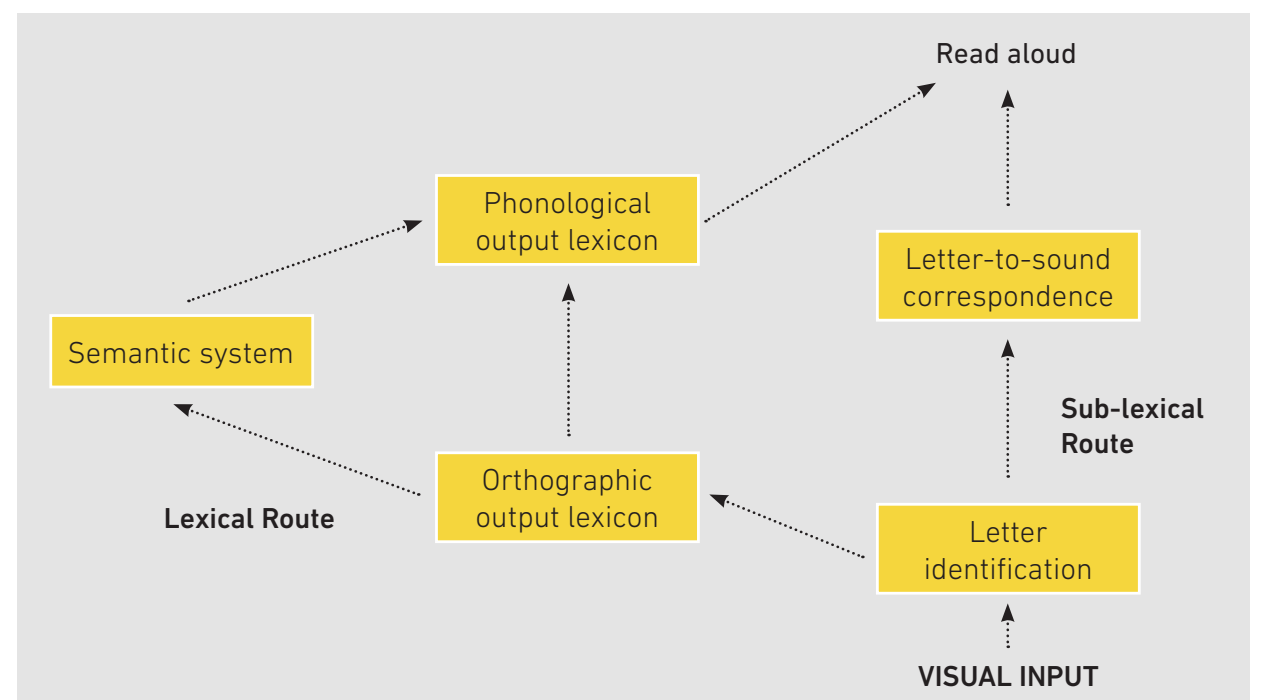 Read aloud
Phonological
output lexicon
Letter-to-sound
correspondence
Semantic system
Sub-lexical
Route
Orthographic
output lexicon
Lexical Route
Letter
identification
VISUAL INPUT